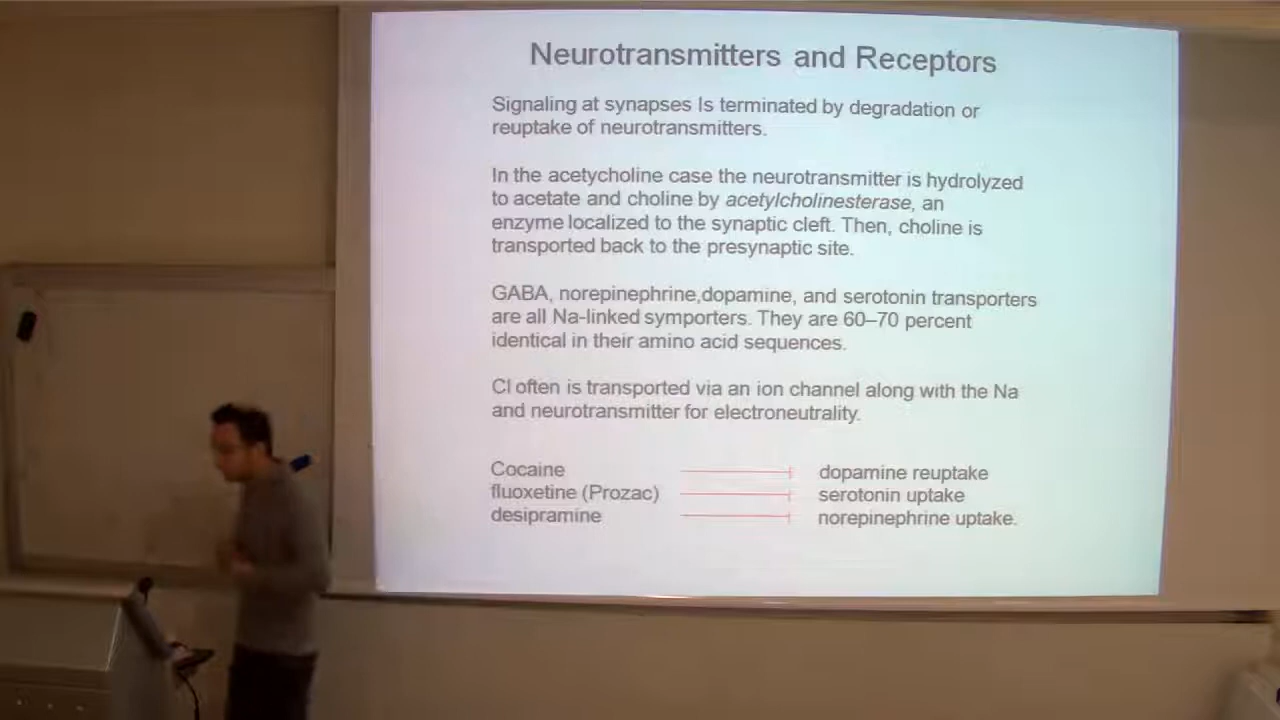 Neurotransmitters and Receptors
Signaling at synapses Is terminated by degradation or
reuptake of neurotransmitters.
In the acetycholine case the neurotransmitter is hydrolyzed
to acetate and choline by acetylcholinesterase, an
enzyme localized to the synaptic cleft. Then, choline is
transported back to the presynaptic site.
GABA, norepinephrine,dopamine, and serotonin transporters
are all Na-linked symporters. They are 60–70 percent
identical in their amino acid sequences.
Cl often is transported via an ion channel along with the Na
and neurotransmitter for electroneutrality.
Cocaine dopamine reuptake
fluoxetine (Prozac) serotonin uptake
desipramine norepinephrine uptake.